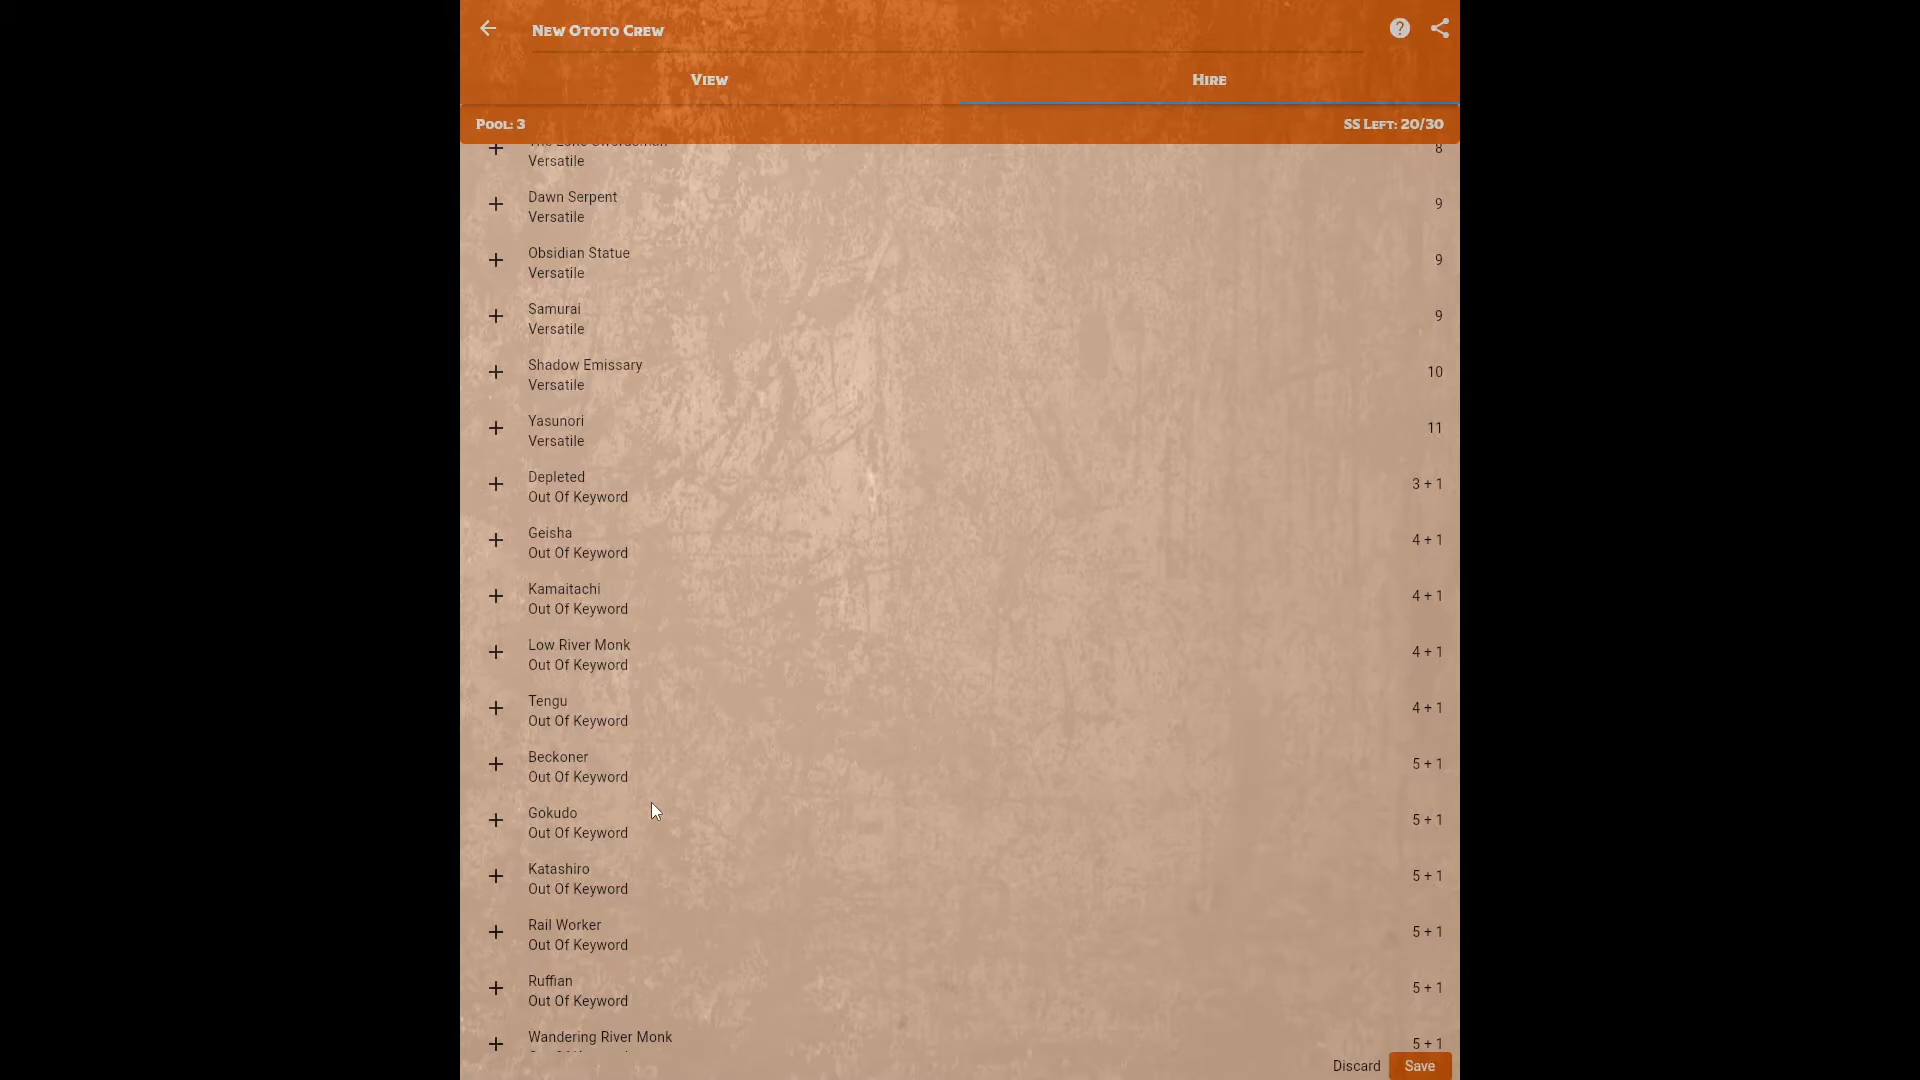 New Ototo Crew
View
Hire
Pool: 3
SS Left: 20/30
8
Versatile
Dawn Serpent
Versatile
9
Obsidian Statue
Versatile
9
Samurai
Versatile
9
Shadow Emissary
Versatile
10
Yasunori
Versatile
11
Depleted
Out Of Keyword
3 + 1
Geisha
Out Of Keyword
4 + 1
Kamaitachi
Out Of Keyword
4 + 1
Low River Monk
Out Of Keyword
4 + 1
Tengu
Out Of Keyword
4 + 1
Beckoner
Out Of Keyword
5 + 1
Gokudo
Out Of Keyword
5 + 1
Katashiro
Out Of Keyword
5 + 1
Rail Worker
Out Of Keyword
5 + 1
Ruffian
Out Of Keyword
5 + 1
Wandering River Monk
5 + 1
Discard
Save